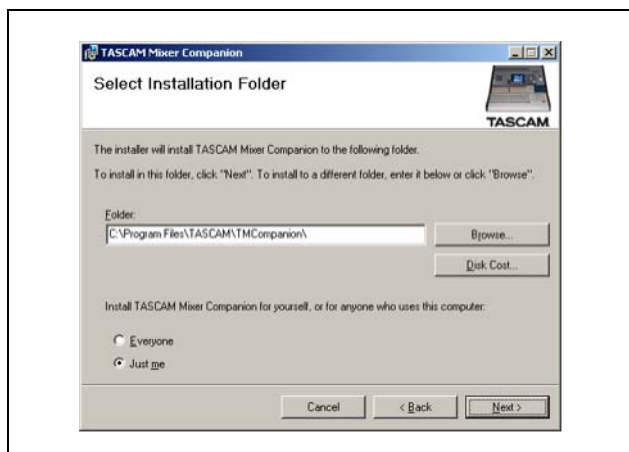 TASCAM Mixer Companion
Select Installation Folder
TASCAM
The installer will install TASCAM Mixer Companion to the following folder.
To install in this folder, click "Next". To install to a different folder, enter it below or click "Browse".
Folder:
C:\Program Files\TASCAM\TMCompanion\
Browse...
Disk Cost...
Install TASCAM Mixer Companion for yourself, or for anyone who uses this computer:
Everyone
Just me
Cancel
< Back
Next >